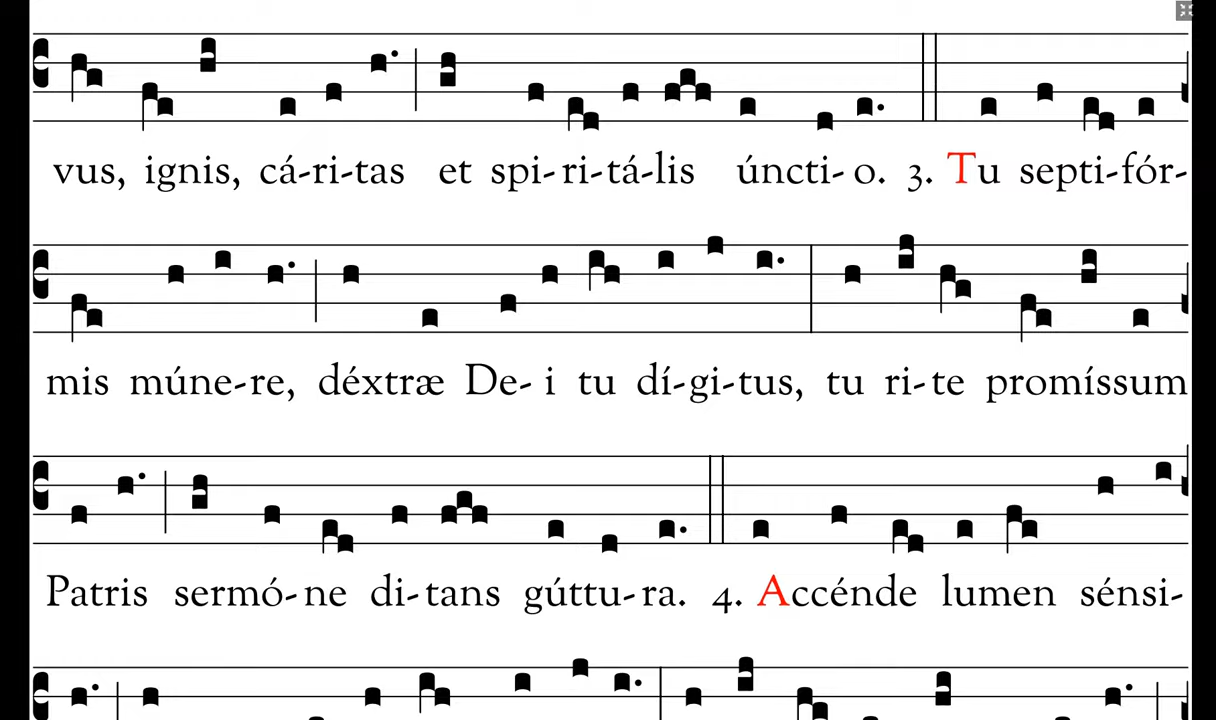 vus, ignis, cá-ri-tas et spi-ri-tá-lis úncti-o. 3. Tu septi-fór-
mis múne-re, déxtræ De-i tu dí-gi-tus, tu ri-te promíssum
Patris sermó-ne di-tans gúttu-ra. 4. Accénde lumen sénsi-